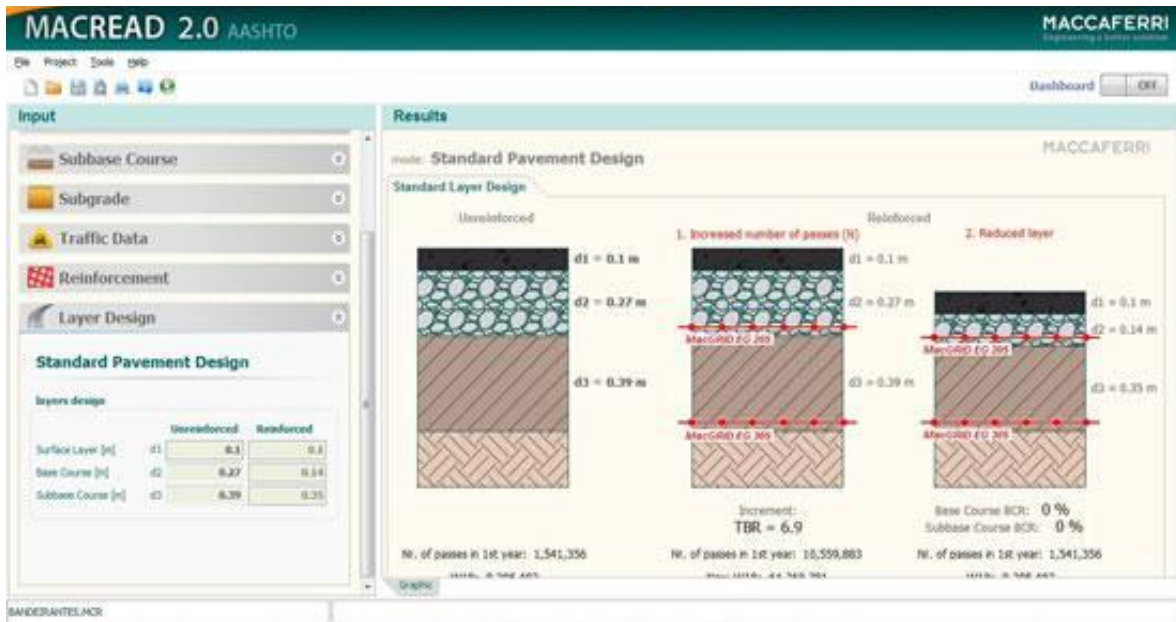 MACREAD 2.0 AASHTO
MACCAFERRI
File Project Tools Help
Dashboard OFF
Input
Subbase Course
Subgrade
Traffic Data
Reinforcement
Layer Design
Standard Pavement Design
layers design
Unreinforced Reinforced
Surface Layer [m] d1 0.1 0.1
Base Course [m] d2 0.27 0.14
Subbase Course [m] d3 0.39 0.35
BANDEIRANTES.MCR
Results
MACCAFERRI
mode: Standard Pavement Design
Standard Layer Design
Unreinforced
d1 = 0.1 m
d2 = 0.27 m
d3 = 0.39 m
Nr. of passes in 1st year: 1,541,356
Reinforced
1. Increased number of passes (N)
d1 = 0.1 m
d2 = 0.27 m
MacGRID EG 20S
d3 = 0.39 m
MacGRID EG 30S
Increment:
TBR = 6.9
Nr. of passes in 1st year: 10,559,883
2. Reduced layer
d1 = 0.1 m
d2 = 0.14 m
MacGRID EG 20S
d3 = 0.35 m
MacGRID EG 30S
Base Course BCR: 0 %
Subbase Course BCR: 0 %
Nr. of passes in 1st year: 1,541,356
Graphic